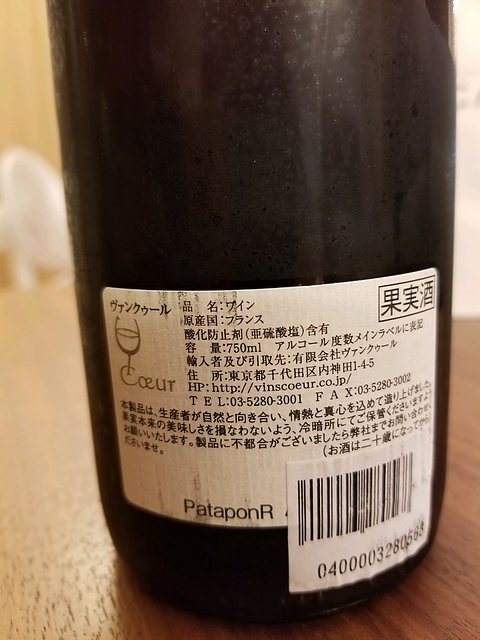 ヴァンクゥール
Cœur
果実酒
品　名:ワイン
原産国:フランス
酸化防止剤(亜硫酸塩)含有
容　量:750ml　アルコール度数メインラベルに表記
輸入者及び引取先:有限会社ヴァンクゥール
住　所:東京都千代田区内神田1-4-5
HP:http://vinscoeur.co.jp/
TEL:03-5280-3001　FAX:03-5280-3002
本製品は、生産者が自然と向き合い、情熱と真心を込めて造り上げました。
果実本来の美味しさを損なわないよう、冷暗所にてご保管くださいますよう
お願いいたします。製品に不都合がございましたら弊社までお問い合わせ
くださいませ。
(お酒は二十歳になってから
PataponR
0400003280563